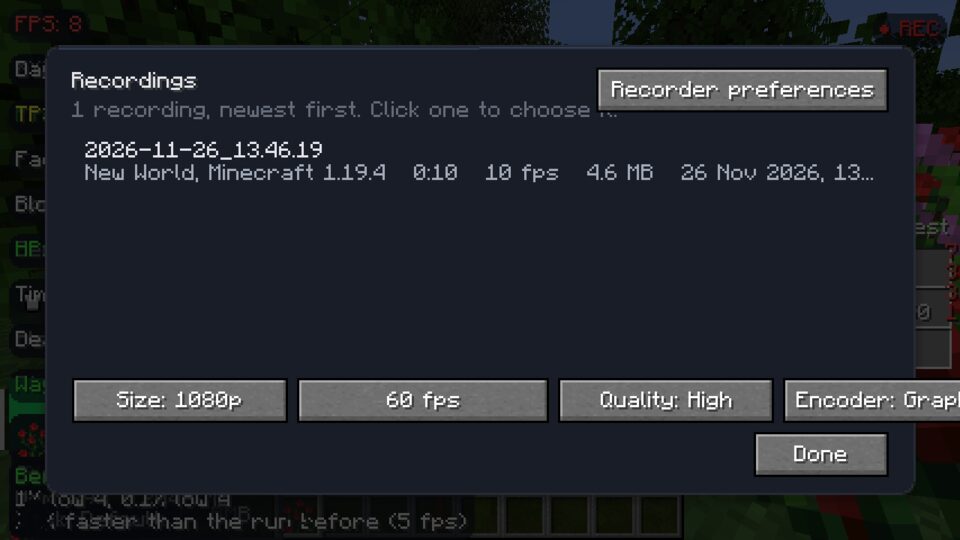 FPS: 8
REC
Recordings
Recorder preferences
1 recording, newest first. Click one to choose
2026-11-26_13.46.19
New World, Minecraft 1.19.4 0:10 10 fps 4.6 MB 26 Nov 2026, 13...
TP
Size: 1080p
60 fps
Quality: High
Encoder: Grap
Done
faster than the run before (5 fps)